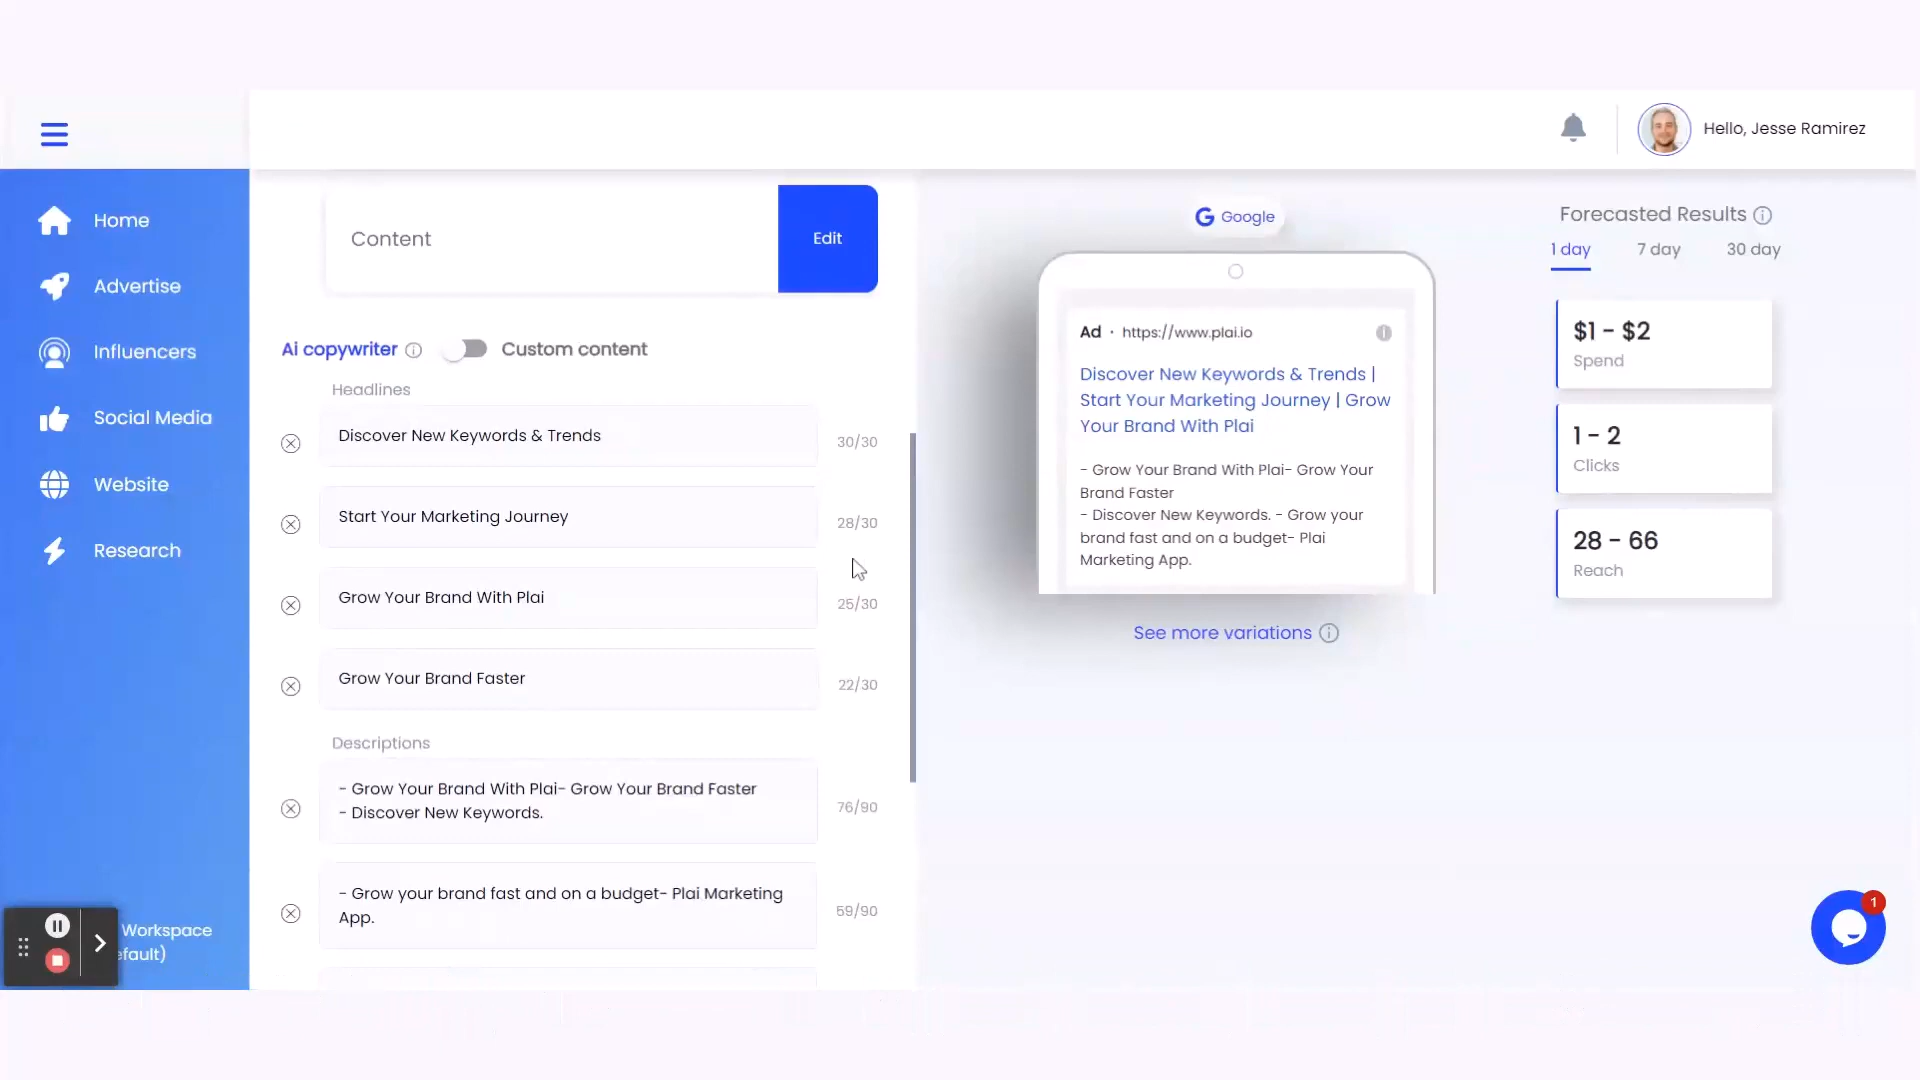 Hello, Jesse Ramirez
Home
Advertise
Influencers
Social Media
Website
Research
Workspace
efault)
Content
Edit
Ai copywriter
Custom content
Headlines
Discover New Keywords & Trends
30/30
Start Your Marketing Journey
28/30
Grow Your Brand With Plai
25/30
Grow Your Brand Faster
22/30
Descriptions
- Grow Your Brand With Plai- Grow Your Brand Faster
- Discover New Keywords.
76/90
- Grow your brand fast and on a budget- Plai Marketing
App.
59/90
Google
Ad · https://www.plai.io
Discover New Keywords & Trends |
Start Your Marketing Journey | Grow
Your Brand With Plai
- Grow Your Brand With Plai- Grow Your
Brand Faster
- Discover New Keywords. - Grow your
brand fast and on a budget- Plai
Marketing App.
See more variations
Forecasted Results
1 day 7 day 30 day
$1 - $2
Spend
1 - 2
Clicks
28 - 66
Reach
1